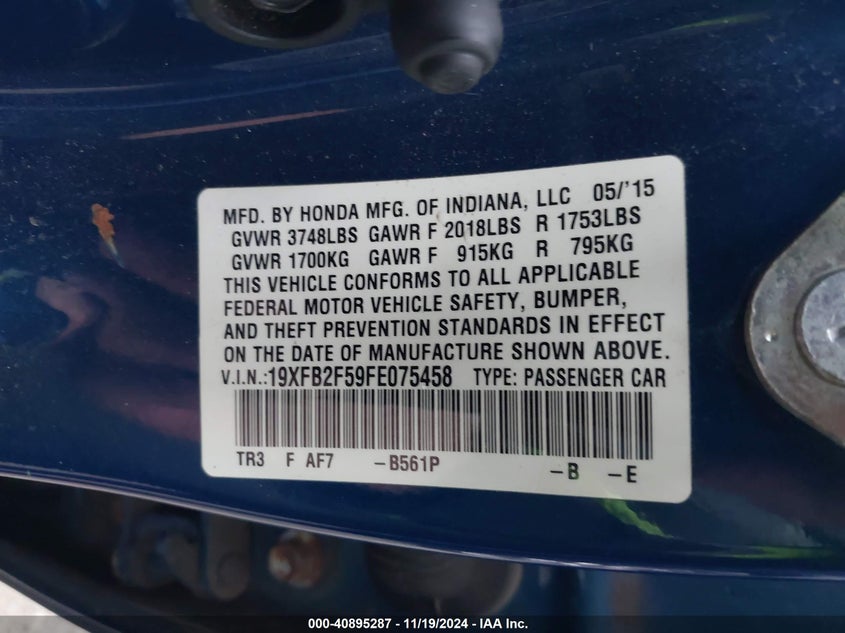 MFD. BY HONDA MFG. OF INDIANA, LLC 05/'15
GVWR 3748LBS GAWR F 2018LBS R 1753LBS
GVWR 1700KG GAWR F 915KG R 795KG
THIS VEHICLE CONFORMS TO ALL APPLICABLE
FEDERAL MOTOR VEHICLE SAFETY, BUMPER,
AND THEFT PREVENTION STANDARDS IN EFFECT
ON THE DATE OF MANUFACTURE SHOWN ABOVE.
V.I.N.:19XFB2F59FE075458 TYPE: PASSENGER CAR
TR3 F AF7 –B561P –B –E
000-40895287 - 11/19/2024 - IAA Inc.